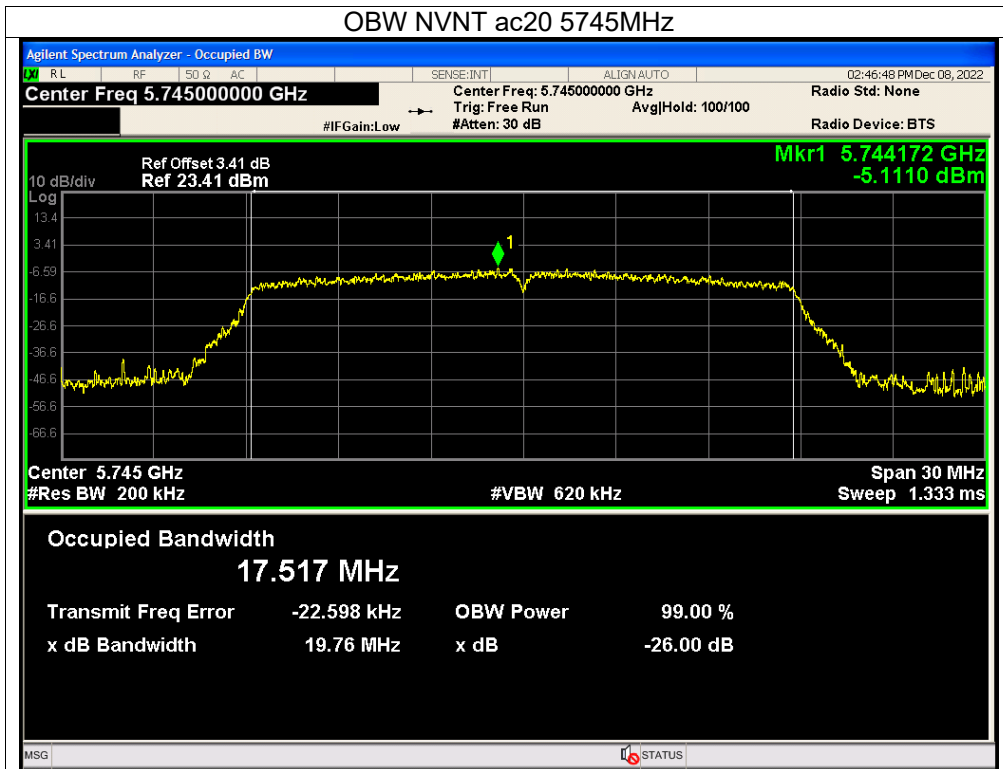 OBW NVNT ac20 5745MHz
Agilent Spectrum Analyzer - Occupied BW
LXI RL RF 50 Ω AC SENSE:INT ALIGN AUTO 02:46:48 PM Dec 08, 2022
Center Freq 5.745000000 GHz Center Freq: 5.745000000 GHz Radio Std: None
Trig: Free Run Avg|Hold: 100/100
#IFGain:Low #Atten: 30 dB Radio Device: BTS
Mkr1 5.744172 GHz
-5.1110 dBm
Ref Offset 3.41 dB
10 dB/div Ref 23.41 dBm
Log
13.4
3.41
1
-6.59
-16.6
-26.6
-36.6
-46.6
-56.6
-66.6
Center 5.745 GHz Span 30 MHz
#Res BW 200 kHz #VBW 620 kHz Sweep 1.333 ms
Occupied Bandwidth
17.517 MHz
Transmit Freq Error -22.598 kHz OBW Power 99.00 %
x dB Bandwidth 19.76 MHz x dB -26.00 dB
MSG STATUS